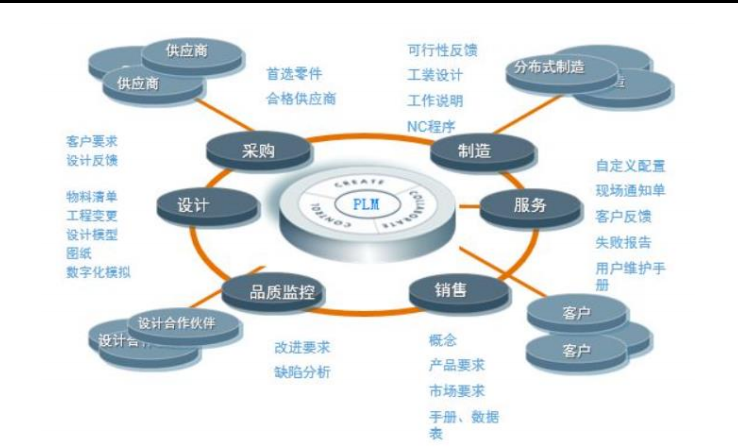 供应商
供应商
首选零件
合格供应商
可行性反馈
工装设计
工作说明
NC程序
分布式制造
造
采购
制造
客户要求
设计反馈
物料清单
工程变更
设计模型
图纸
数字化模拟
设计
CREATE
COLLABORATE
CONTROL
PLM
服务
自定义配置
现场通知单
客户反馈
失败报告
用户维护手
册
品质监控
销售
设计合作伙伴
设计合
改进要求
缺陷分析
概念
产品要求
市场要求
手册、数据
表
客户
客户